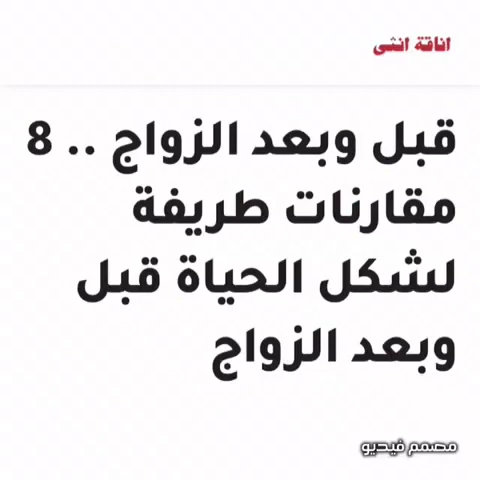 اناقة انثى
قبل وبعد الزواج .. 8
مقارنات طريفة
لشكل الحياة قبل
وبعد الزواج
مصمم فيديو